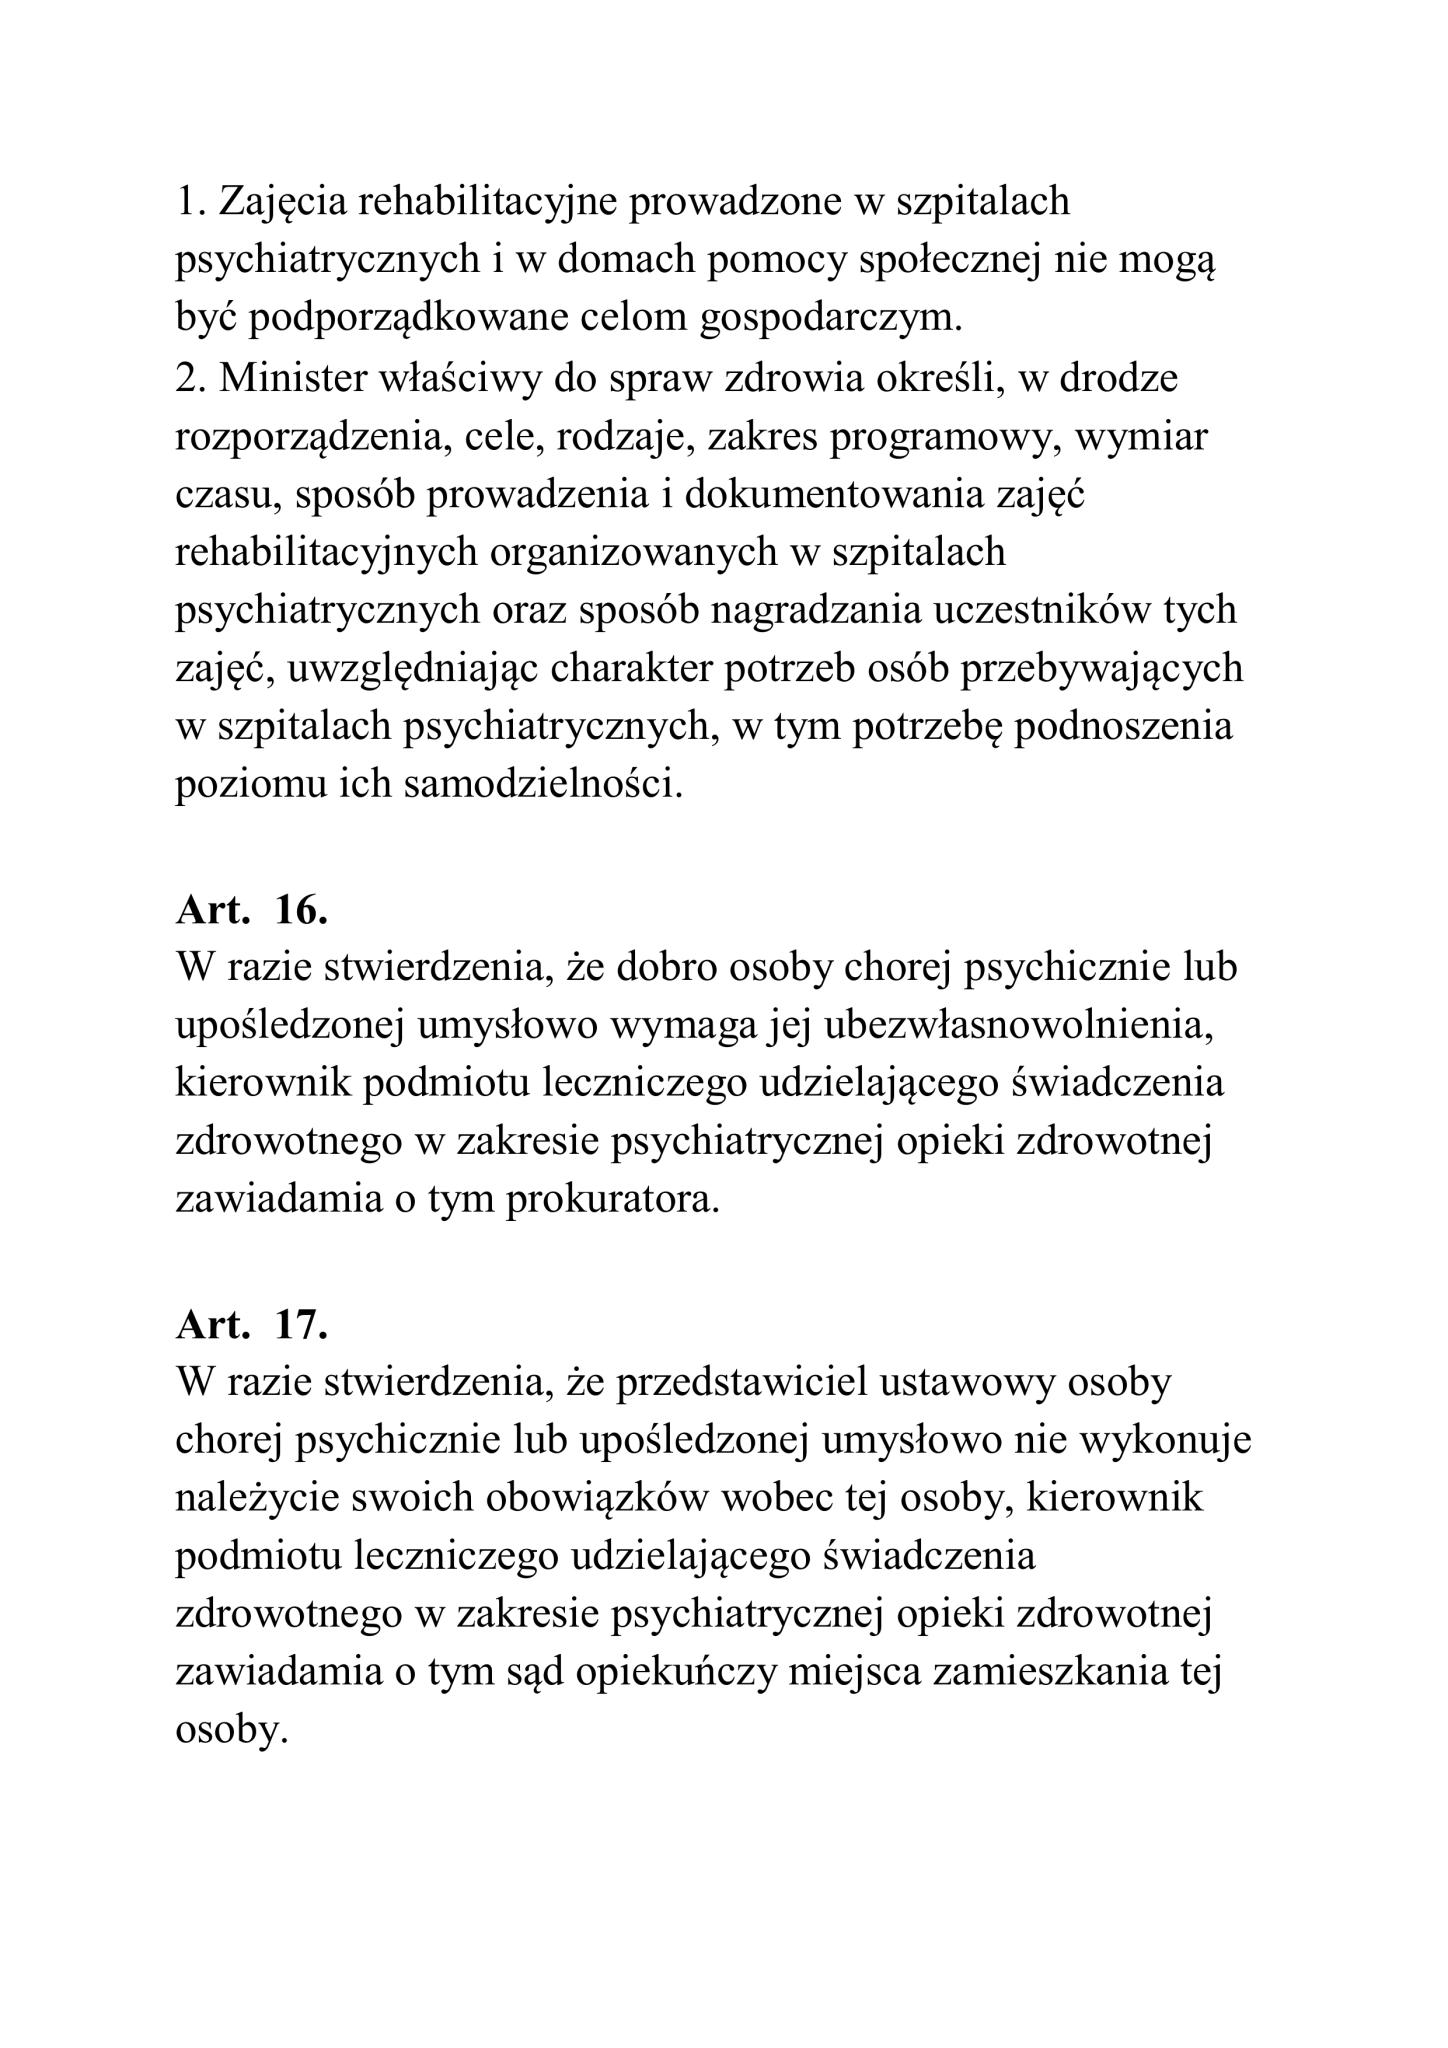 1. Zajęcia rehabilitacyjne prowadzone w szpitalach
psychiatrycznych i w domach pomocy społecznej nie mogą
być podporządkowane celom gospodarczym.
2. Minister właściwy do spraw zdrowia określi, w drodze
rozporządzenia, cele, rodzaje, zakres programowy, wymiar
czasu, sposób prowadzenia i dokumentowania zajęć
rehabilitacyjnych organizowanych w szpitalach
psychiatrycznych oraz sposób nagradzania uczestników tych
zajęć, uwzględniając charakter potrzeb osób przebywających
w szpitalach psychiatrycznych, w tym potrzebę podnoszenia
poziomu ich samodzielności.
Art.  16.
W razie stwierdzenia, że dobro osoby chorej psychicznie lub
upośledzonej umysłowo wymaga jej ubezwłasnowolnienia,
kierownik podmiotu leczniczego udzielającego świadczenia
zdrowotnego w zakresie psychiatrycznej opieki zdrowotnej
zawiadamia o tym prokuratora.
Art.  17.
W razie stwierdzenia, że przedstawiciel ustawowy osoby
chorej psychicznie lub upośledzonej umysłowo nie wykonuje
należycie swoich obowiązków wobec tej osoby, kierownik
podmiotu leczniczego udzielającego świadczenia
zdrowotnego w zakresie psychiatrycznej opieki zdrowotnej
zawiadamia o tym sąd opiekuńczy miejsca zamieszkania tej
osoby.